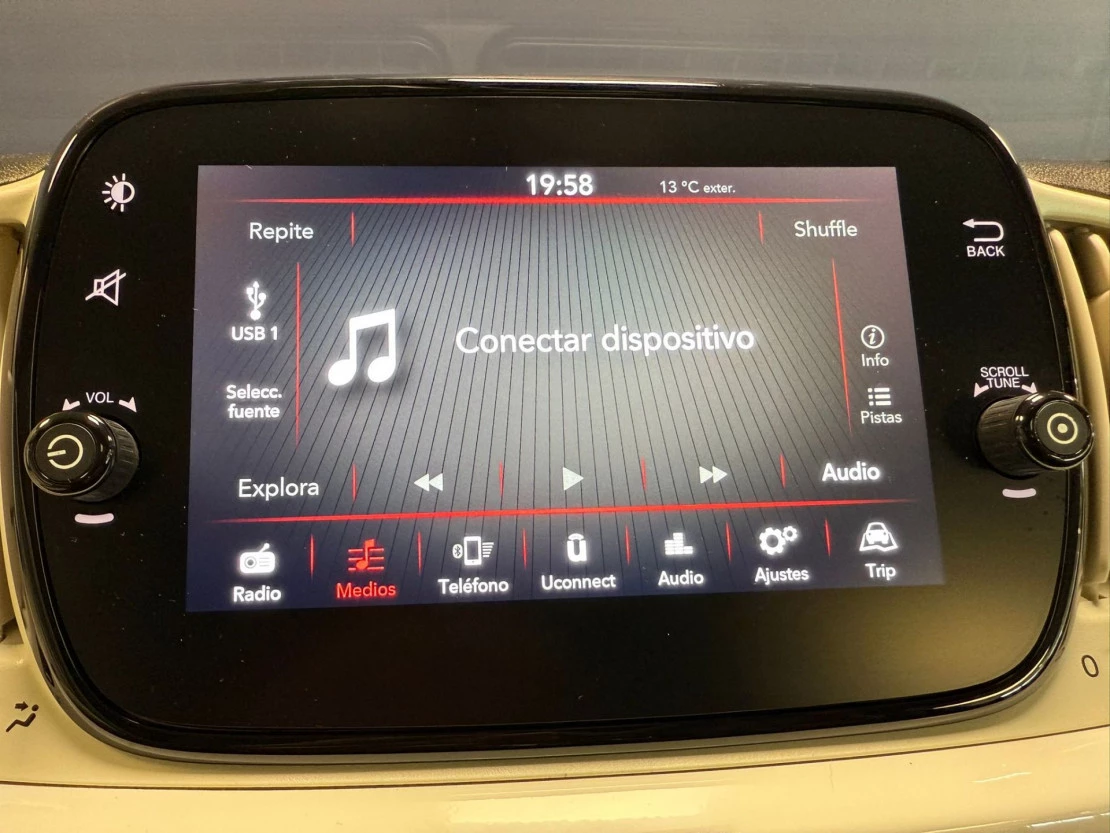 19:58
13 °C exter.
Repite
Shuffle
BACK
USB 1
Conectar dispositivo
Info
SCROLL
TUNE
VOL
Selecc.
fuente
Pistas
Explora
Audio
Radio
Medios
Teléfono
Uconnect
Audio
Ajustes
Trip
0